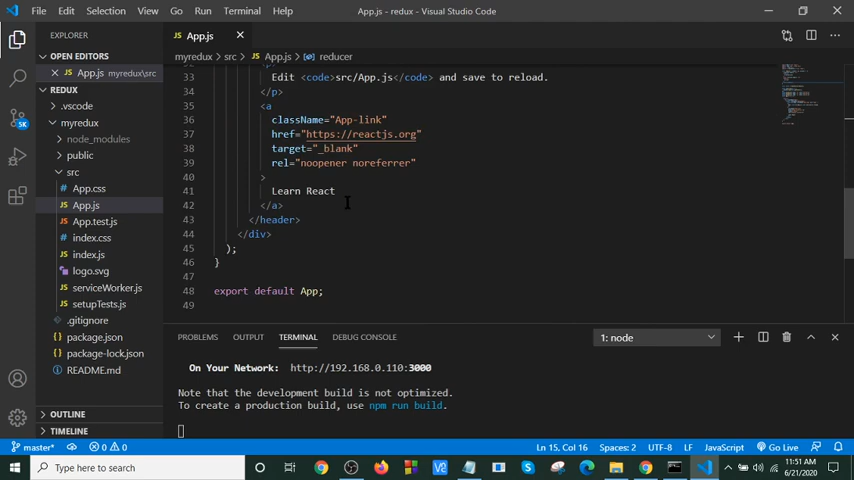 File Edit Selection View Go Run Terminal Help App.js - redux - Visual Studio Code
EXPLORER
OPEN EDITORS
JS App.js myredux\src
REDUX
.vscode
myredux
node_modules
public
src
App.css
JS App.js
App.test.js
index.css
JS index.js
logo.svg
JS serviceWorker.js
setupTests.js
.gitignore
package.json
package-lock.json
README.md
OUTLINE
TIMELINE
JS App.js
myredux > src > JS App.js > reducer
33 Edit <code>src/App.js</code> and save to reload.
34 </p>
35 <a
36 className="App-link"
37 href="https://reactjs.org"
38 target="_blank"
39 rel="noopener noreferrer"
40 >
41 Learn React
42 </a>
43 </header>
44 </div>
45 );
46 }
47
48 export default App;
49
PROBLEMS OUTPUT TERMINAL DEBUG CONSOLE 1: node
On Your Network: http://192.168.0.110:3000
Note that the development build is not optimized.
To create a production build, use npm run build.
5K
master* 0 0 Ln 15, Col 16 Spaces: 2 UTF-8 LF JavaScript Go Live
Type here to search
11:51 AM
6/21/2020